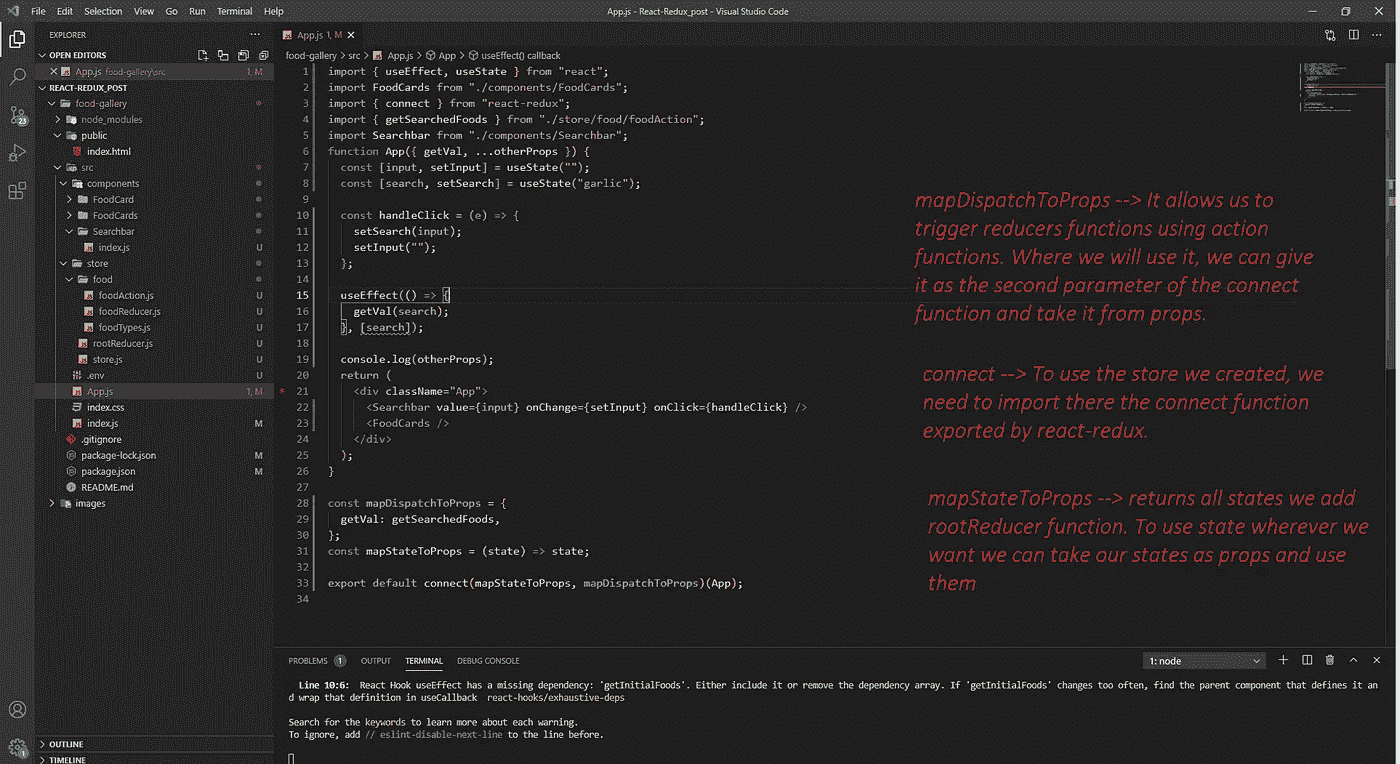 File Edit Selection View Go Run Terminal Help
App.js - React-Redux_post - Visual Studio Code
EXPLORER
OPEN EDITORS
App.js food-gallery\src 1, M
REACT-REDUX_POST
food-gallery
node_modules
public
index.html
src
components
FoodCard
FoodCards
Searchbar
index.js U
store
food
foodAction.js U
foodReducer.js U
foodTypes.js U
rootReducer.js U
store.js U
.env U
App.js 1, M
index.css
index.js M
.gitignore
package-lock.json M
package.json M
README.md
images
OUTLINE
TIMELINE
23
1
App.js 1, M
food-gallery > src > App.js > App > useEffect() callback
1 import { useEffect, useState } from "react";
2 import FoodCards from "./components/FoodCards";
3 import { connect } from "react-redux";
4 import { getSearchedFoods } from "./store/food/foodAction";
5 import Searchbar from "./components/Searchbar";
6 function App({ getVal, ...otherProps }) {
7 const [input, setInput] = useState("");
8 const [search, setSearch] = useState("garlic");
9
10 const handleClick = (e) => {
11 setSearch(input);
12 setInput("");
13 };
14
15 useEffect(() => {
16 getVal(search);
17 }, [search]);
18
19 console.log(otherProps);
20 return (
21 <div className="App">
22 <Searchbar value={input} onChange={setInput} onClick={handleClick} />
23 <FoodCards />
24 </div>
25 );
26 }
27
28 const mapDispatchToProps = {
29 getVal: getSearchedFoods,
30 };
31 const mapStateToProps = (state) => state;
32
33 export default connect(mapStateToProps, mapDispatchToProps)(App);
34
mapDispatchToProps --> It allows us to
trigger reducers functions using action
functions. Where we will use it, we can give
it as the second parameter of the connect
function and take it from props.
connect --> To use the store we created, we
need to import there the connect function
exported by react-redux.
mapStateToProps --> returns all states we add
rootReducer function. To use state wherever we
want we can take our states as props and use
them
PROBLEMS 1 OUTPUT TERMINAL DEBUG CONSOLE
1: node
Line 10:6: React Hook useEffect has a missing dependency: 'getInitialFoods'. Either include it or remove the dependency array. If 'getInitialFoods' changes too often, find the parent component that defines it an
d wrap that definition in useCallback react-hooks/exhaustive-deps
Search for the keywords to learn more about each warning.
To ignore, add // eslint-disable-next-line to the line before.